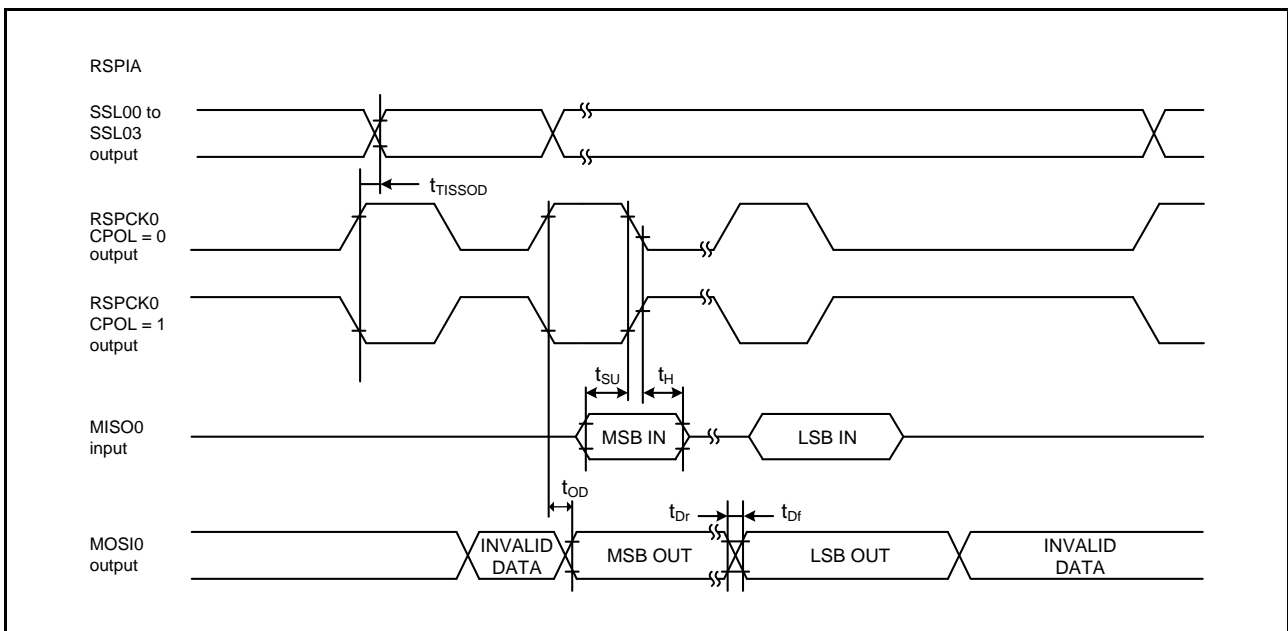 RSPIA
SSL00 to
SSL03
output
tTISSOD
RSPCK0
CPOL = 0
output
RSPCK0
CPOL = 1
output
tSU
tH
MISO0
input
MSB IN
LSB IN
tOD
tDr
tDf
MOSI0
output
INVALID
DATA
MSB OUT
LSB OUT
INVALID
DATA